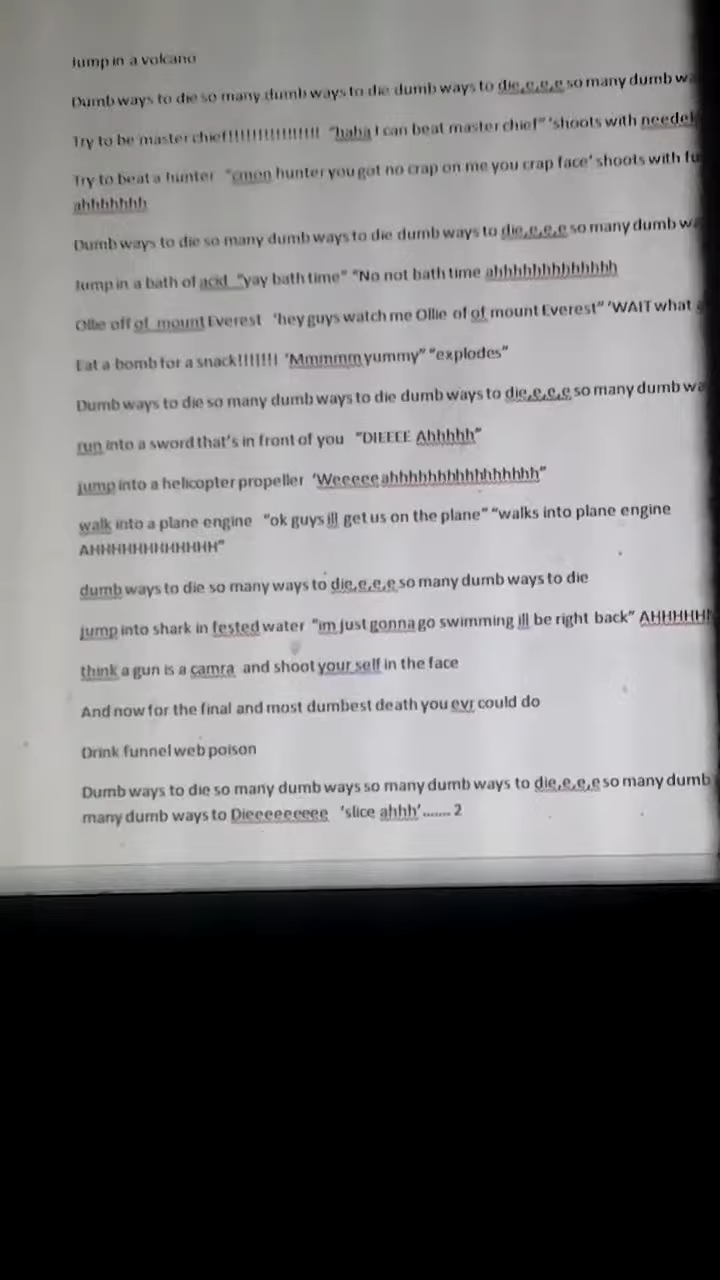 Jump in a volcano
Dumb ways to die so many dumb ways to die dumb ways to die,e,e,e so many dumb
Try to be master chief!!!!!!!!!!!!!!!!! "haha I can beat master chief" 'shoots with
Try to beat a hunter "cmon hunter you got no crap on me you crap face' shoots with
ahhhhhhh
Dumb ways to die so many dumb ways to die dumb ways to die,e,e,e so many dumb
Jump in a bath of acid "yay bath time" "No not bath time ahhhhhhhhhhhhh
Ollie off of mount Everest 'hey guys watch me Ollie of of mount Everest" 'WAIT what
Eat a bomb for a snack!!!!!!! 'Mmmmm yummy" "explodes"
Dumb ways to die so many dumb ways to die dumb ways to die,e,e,e so many dumb
run into a sword that's in front of you "DIEEEE Ahhhhh"
jump into a helicopter propeller 'Weeeee ahhhhhhhhhhhhhhhh"
walk into a plane engine "ok guys ill get us on the plane" "walks into plane engine
AHHHHHHHHHHHH"
dumb ways to die so many ways to die,e,e,e so many dumb ways to die
jump into shark in fested water "im just gonna go swimming ill be right back" AHHHHH
think a gun is a camra and shoot your self in the face
And now for the final and most dumbest death you evr could do
Drink funnel web poison
Dumb ways to die so many dumb ways so many dumb ways to die,e,e,e so many dumb
many dumb ways to Dieeeeeeeee 'slice ahhh'....... 2